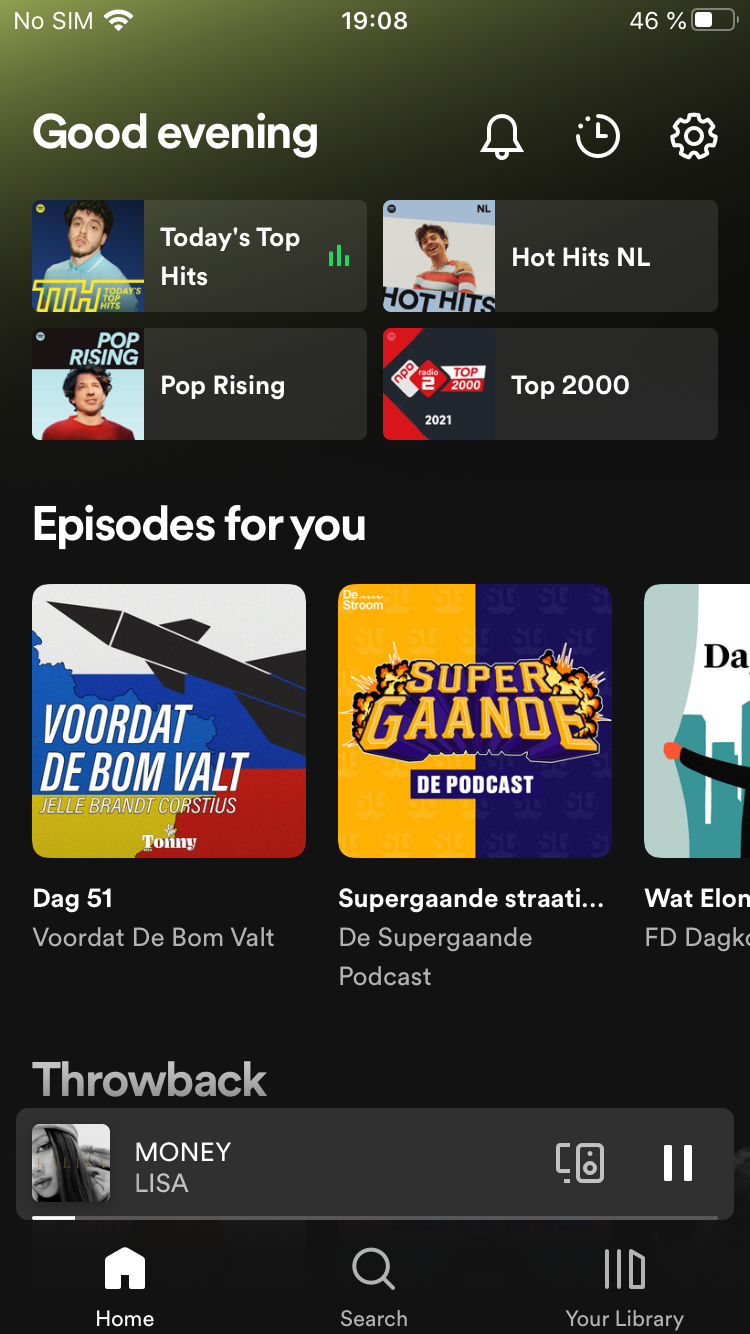 No SIM 19:08 46 %
Good evening
TTH TODAY'S
TOP
HITS
Today's Top
Hits
NL
HOT HITS
Hot Hits NL
POP
RISING
Pop Rising
npo radio 2 TOP 2000
2021
Top 2000
Episodes for you
VOORDAT
DE BOM VALT
JELLE BRANDT CORSTIUS
Tonny
De
Stroom
SUPER
GAANDE
DE PODCAST
Da
Dag 51
Voordat De Bom Valt
Supergaande straati...
De Supergaande
Podcast
Wat Elon
FD Dagko
Throwback
LALISA
MONEY
LISA
Home
Search
Your Library